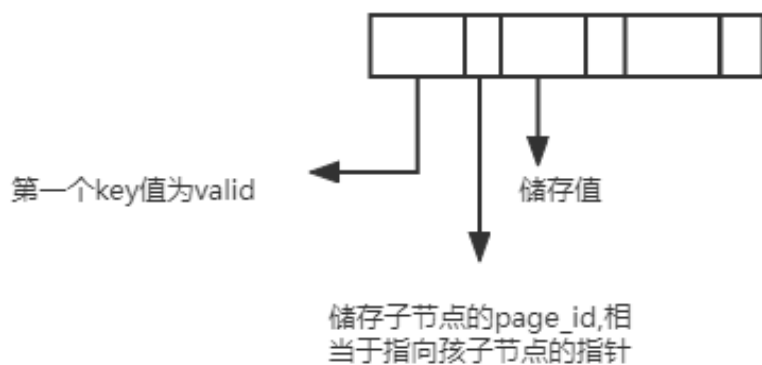 第一个key值为valid
储存值
储存子节点的page_id,相
当于指向孩子节点的指针